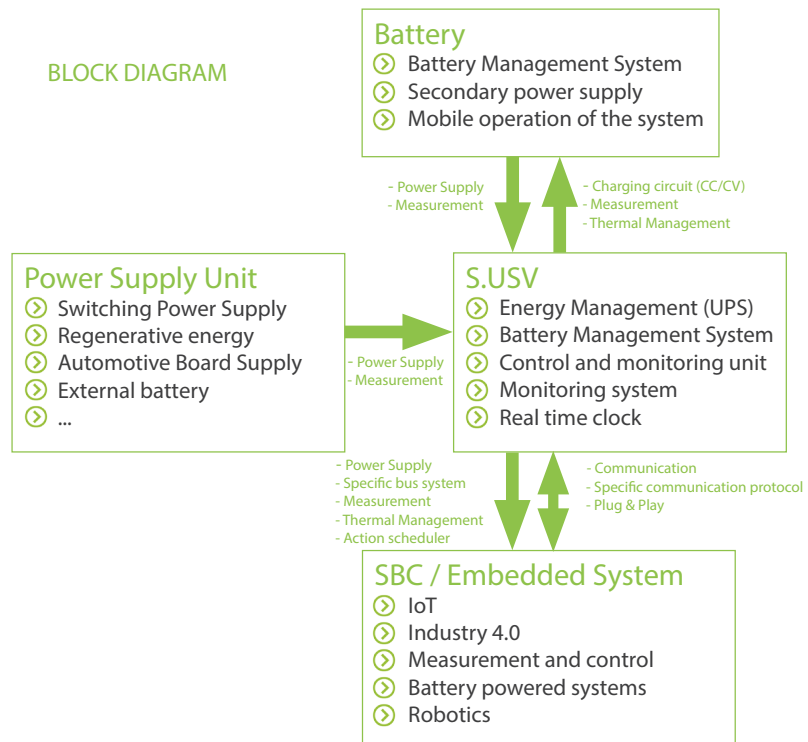 BLOCK DIAGRAM
Battery
Battery Management System
Secondary power supply
Mobile operation of the system
- Power Supply
- Measurement
- Charging circuit (CC/CV)
- Measurement
- Thermal Management
Power Supply Unit
Switching Power Supply
Regenerative energy
Automotive Board Supply
External battery
...
- Power Supply
- Measurement
S.USV
Energy Management (UPS)
Battery Management System
Control and monitoring unit
Monitoring system
Real time clock
- Power Supply
- Specific bus system
- Measurement
- Thermal Management
- Action scheduler
- Communication
- Specific communication protocol
- Plug & Play
SBC / Embedded System
IoT
Industry 4.0
Measurement and control
Battery powered systems
Robotics